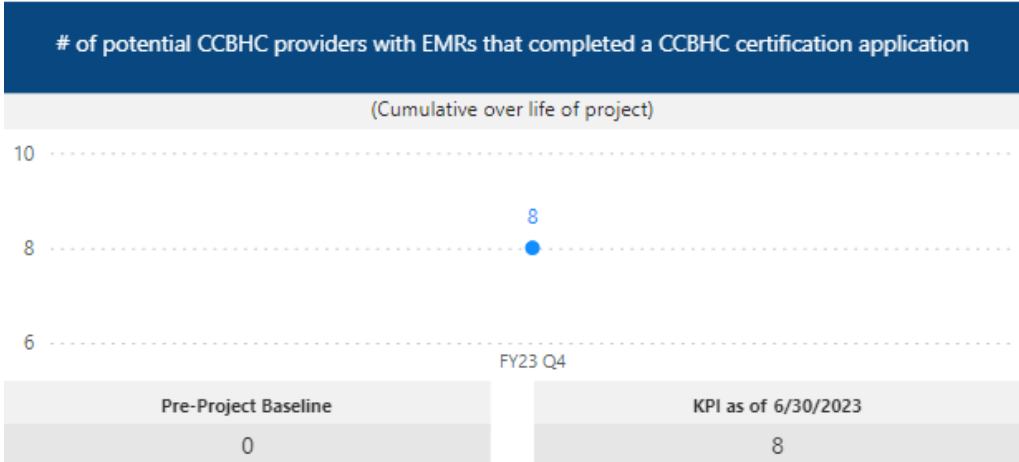 # of potential CCBHC providers with EMRs that completed a CCBHC certification application
(Cumulative over life of project)
10
8
8
6
FY23 Q4
Pre-Project Baseline
KPI as of 6/30/2023
0
8